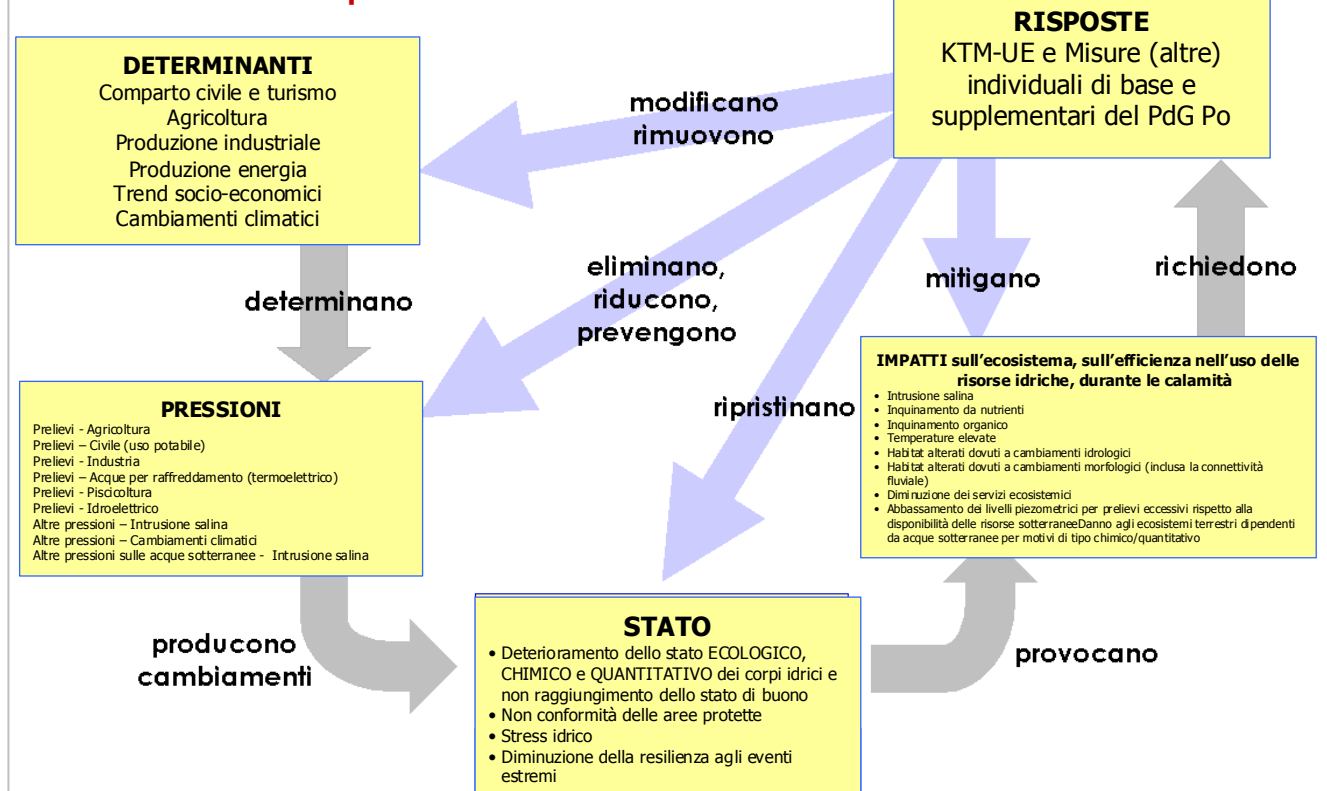 DETERMINANTI
Comparto civile e turismo
Agricoltura
Produzione industriale
Produzione energia
Trend socio-economici
Cambiamenti climatici
RISPOSTE
KTM-UE e Misure (altre)
individuali di base e
supplementari del PdG Po
modificano
rimuovono
determinano
eliminano,
riducono,
prevengono
mitigano
richiedono
ripristinano
PRESSIONI
Prelievi - Agricoltura
Prelievi – Civile (uso potabile)
Prelievi - Industria
Prelievi – Acque per raffreddamento (termoelettrico)
Prelievi - Piscicoltura
Prelievi - Idroelettrico
Altre pressioni – Intrusione salina
Altre pressioni – Cambiamenti climatici
Altre pressioni sulle acque sotterranee - Intrusione salina
IMPATTI sull'ecosistema, sull'efficienza nell'uso delle
risorse idriche, durante le calamità
• Intrusione salina
• Inquinamento da nutrienti
• Inquinamento organico
• Temperature elevate
• Habitat alterati dovuti a cambiamenti idrologici
• Habitat alterati dovuti a cambiamenti morfologici (inclusa la connettività
fluviale)
• Diminuzione dei servizi ecosistemici
• Abbassamento dei livelli piezometrici per prelievi eccessivi rispetto alla
disponibilità delle risorse sotterraneeDanno agli ecosistemi terrestri dipendenti
da acque sotterranee per motivi di tipo chimico/quantitativo
producono
cambiamenti
STATO
• Deterioramento dello stato ECOLOGICO,
CHIMICO e QUANTITATIVO dei corpi idrici e
non raggiungimento dello stato di buono
• Non conformità delle aree protette
• Stress idrico
• Diminuzione della resilienza agli eventi
estremi
provocano